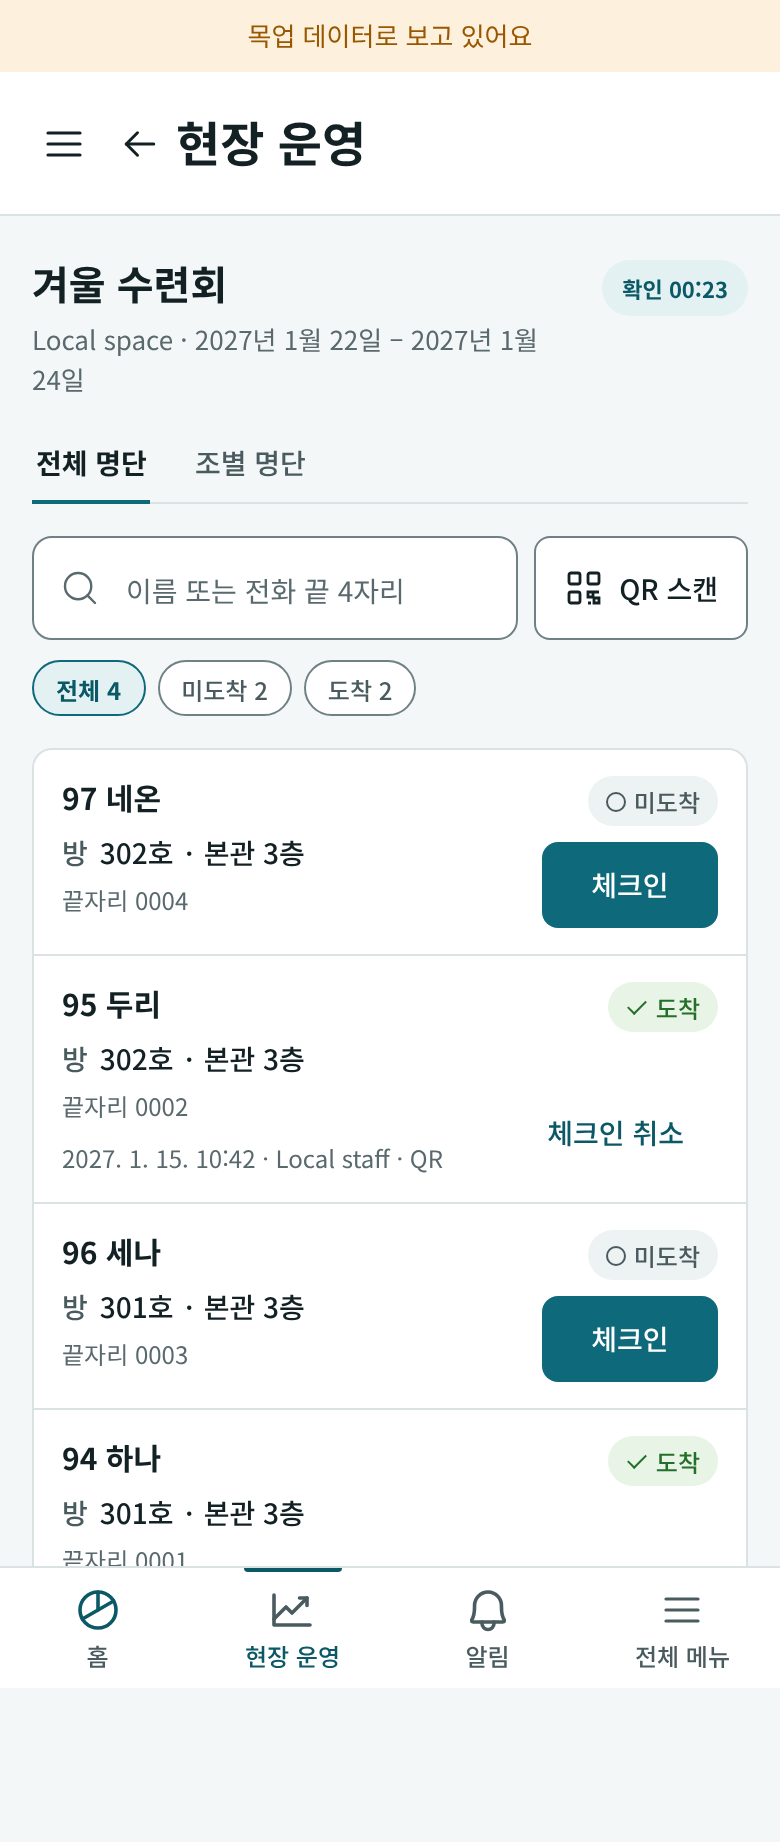 목업 데이터로 보고 있어요
현장 운영
겨울 수련회
확인 00:23
Local space · 2027년 1월 22일 – 2027년 1월
24일
전체 명단
조별 명단
이름 또는 전화 끝 4자리
QR 스캔
전체 4
미도착 2
도착 2
97 네온
미도착
방 302호 · 본관 3층
체크인
끝자리 0004
95 두리
도착
방 302호 · 본관 3층
끝자리 0002
체크인 취소
2027. 1. 15. 10:42 · Local staff · QR
96 세나
미도착
방 301호 · 본관 3층
체크인
끝자리 0003
94 하나
도착
방 301호 · 본관 3층
끝자리 0001
홈
현장 운영
알림
전체 메뉴